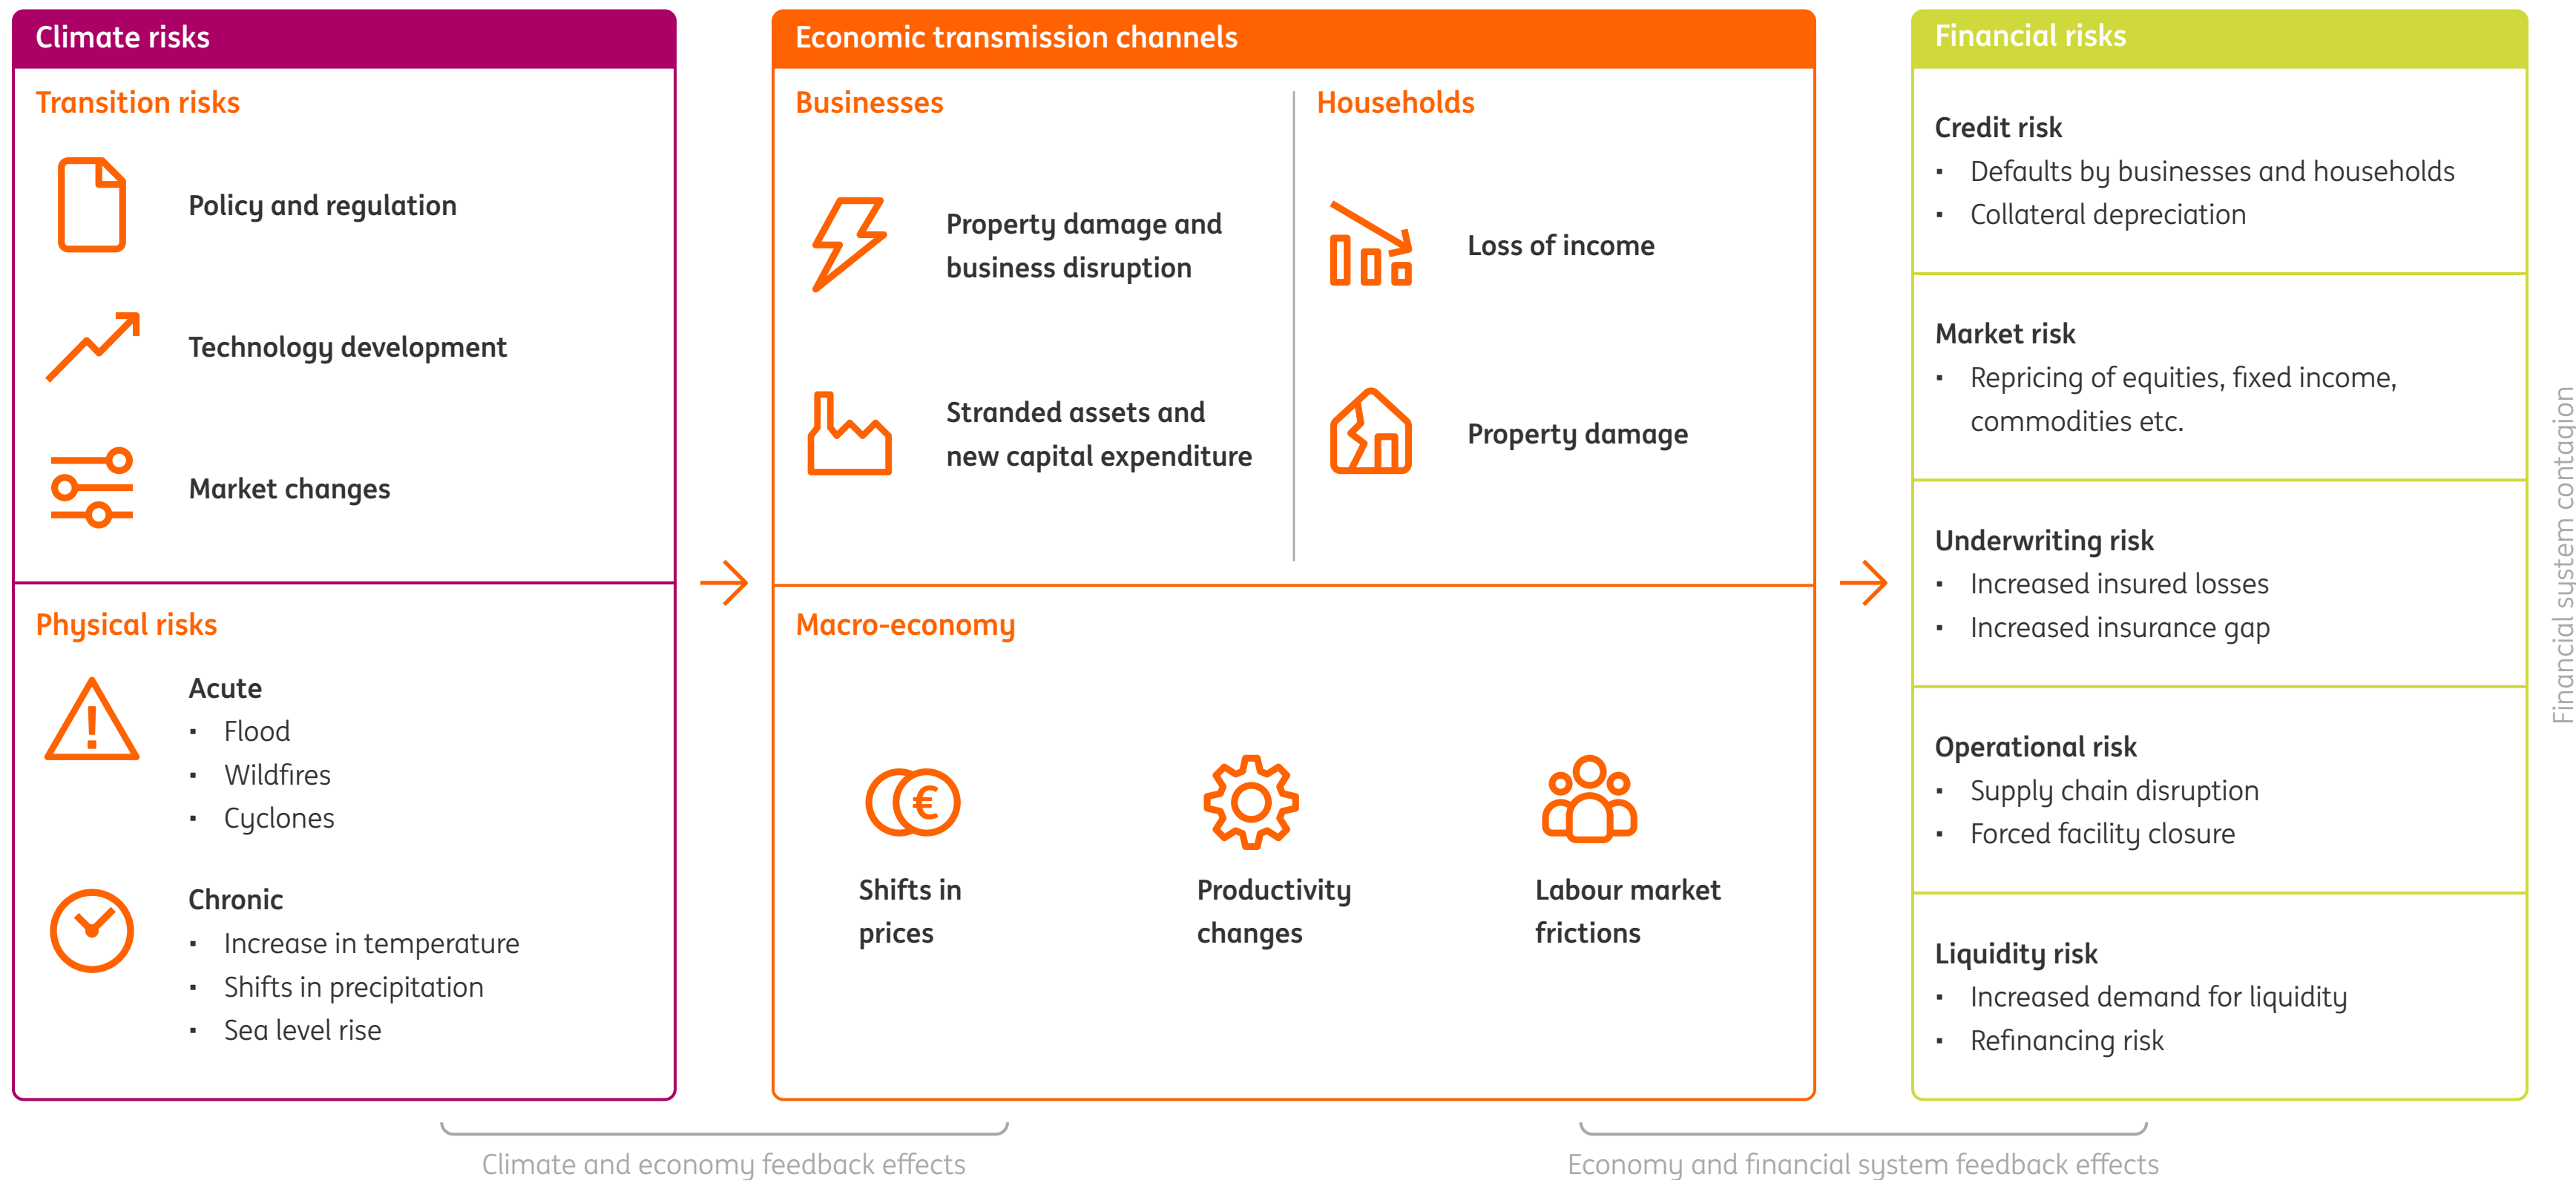 Climate risks
Transition risks
Policy and regulation
Technology development
Market changes
Physical risks
Acute
▪ Flood
▪ Wildfires
▪ Cyclones
Chronic
▪ Increase in temperature
▪ Shifts in precipitation
▪ Sea level rise
Economic transmission channels
Businesses
Property damage and
business disruption
Stranded assets and
new capital expenditure
Households
Loss of income
Property damage
Macro-economy
€
Shifts in
prices
Productivity
changes
Labour market
frictions
Financial risks
Credit risk
▪ Defaults by businesses and households
▪ Collateral depreciation
Market risk
▪ Repricing of equities, fixed income,
commodities etc.
Underwriting risk
▪ Increased insured losses
▪ Increased insurance gap
Operational risk
▪ Supply chain disruption
▪ Forced facility closure
Liquidity risk
▪ Increased demand for liquidity
▪ Refinancing risk
Financial system contagion
Climate and economy feedback effects
Economy and financial system feedback effects